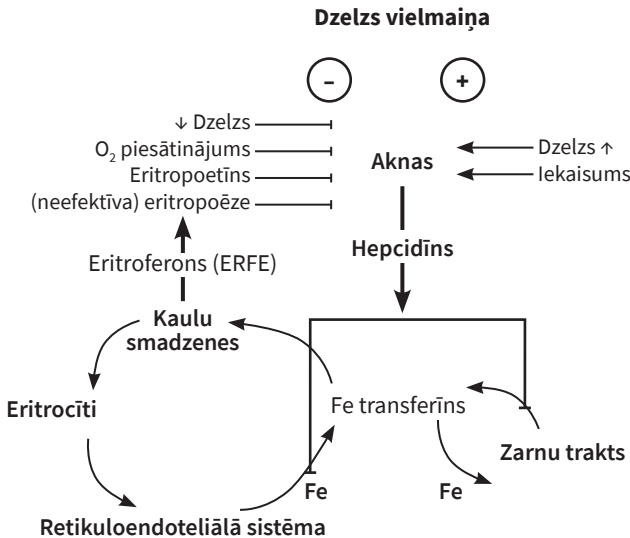 Dzelzs vielmaiņa
-
+
↓ Dzelzs
O₂ piesātinājums
Eritropoetīns
(neefektīva) eritropoēze
Aknas
Dzelzs ↑
Iekaisums
Hepcidīns
Eritroferons (ERFE)
Kaulu
smadzenes
Eritrocīti
Fe transferīns
Zarnu trakts
Fe
Fe
Retikuloendoteliālā sistēma